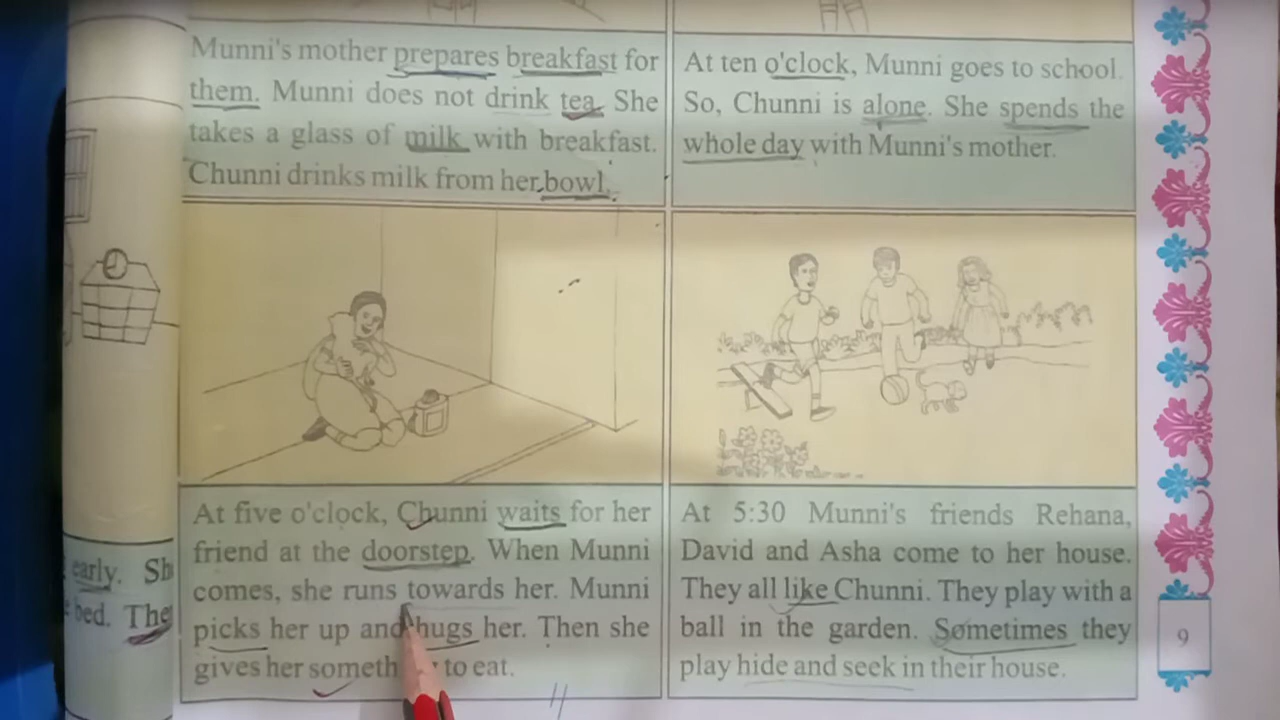 Munni's mother prepares breakfast for
them. Munni does not drink tea. She
takes a glass of milk with breakfast.
Chunni drinks milk from her bowl.
At ten o'clock, Munni goes to school.
So, Chunni is alone. She spends the
whole day with Munni's mother.
early. Sh
bed. The
At five o'clock, Chunni waits for her
friend at the doorstep. When Munni
comes, she runs towards her. Munni
picks her up and hugs her. Then she
gives her to eat.
At 5:30 Munni's friends Rehana,
David and Asha come to her house.
They all like Chunni. They play with a
ball in the garden. Sometimes they
play hide and seek in their house.
9